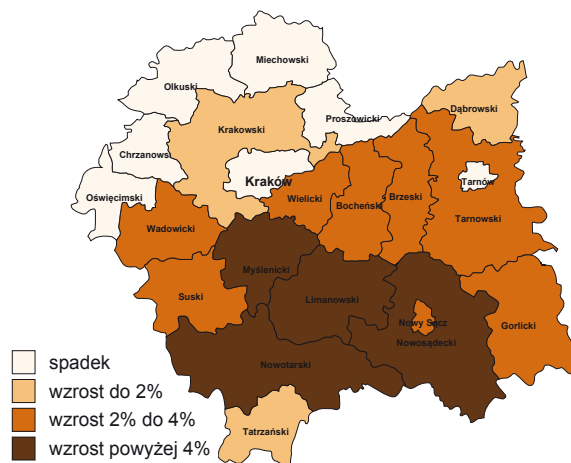 Miechowski
Olkuski
Dąbrowski
Proszowicki
Krakowski
Chrzanows
Kraków
Tarnów
Oświęcimski
Wielicki
Bocheński
Brzeski
Tarnowski
Wadowicki
Myślenicki
Suski
Limanowski
Nowy Sącz
Gorlicki
Nowosądecki
Nowotarski
Tatrzański
spadek
wzrost do 2%
wzrost 2% do 4%
wzrost powyżej 4%